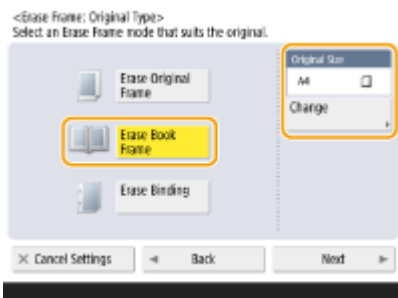 <Erase Frame: Original Type>
Select an Erase Frame mode that suits the original.
Original Size
A4
Change
Erase Original
Frame
Erase Book
Frame
Erase Binding
Cancel Settings
Back
Next